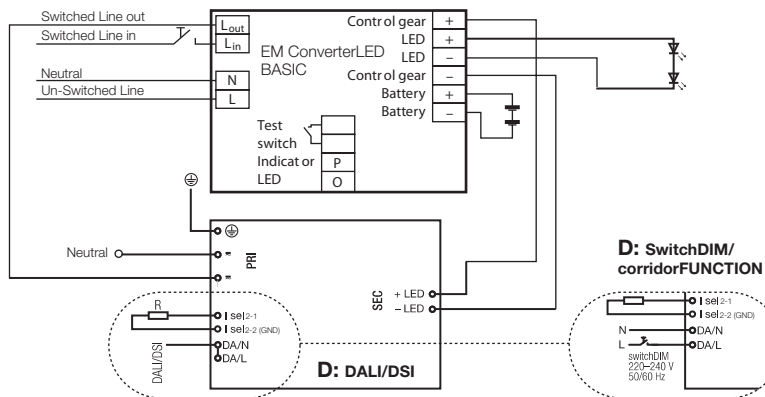 Switched Line out
Switched Line in
Neutral
Un-Switched Line
Lout
Lin
N
L
EM ConverterLED
BASIC
Control gear +
LED +
LED –
Control gear –
Battery +
Battery –
Test
switch
Indicator
LED
P
O
Neutral
PRI
=
=
SEC
+ LED
– LED
R
I sel2-1
I sel2-2 (GND)
DA/N
DA/L
DALI/DSI
D: DALI/DSI
D: SwitchDIM/
corridorFUNCTION
I sel2-1
I sel2-2 (GND)
N
DA/N
L
DA/L
switchDIM
220–240 V
50/60 Hz